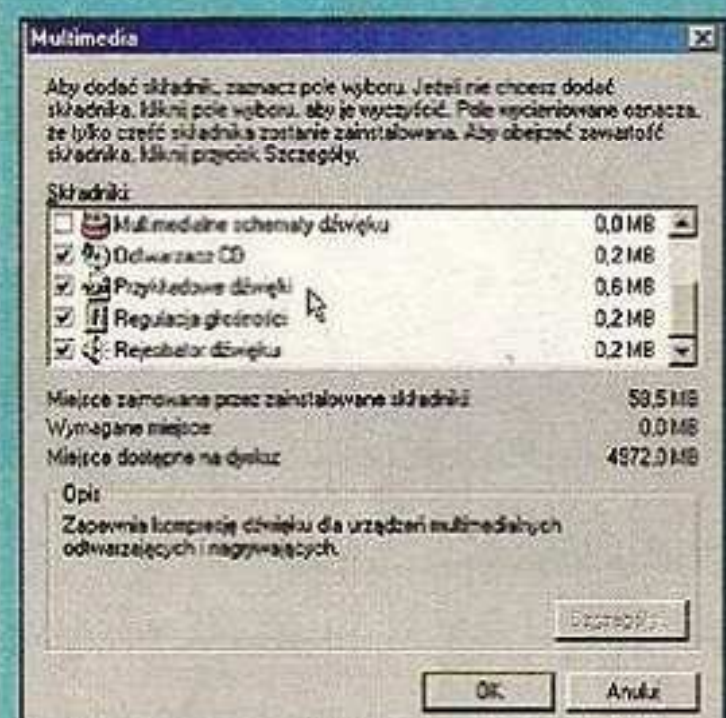 Multimedia
Aby dodać składnik, zaznacz pole wyboru. Jeżeli nie chcesz dodać
składnika, kliknij pole wyboru, aby je wyczyścić. Pole wycieniowane oznacza,
że tylko część składnika zostanie zainstalowana. Aby obejrzeć zawartość
składnika, kliknij przycisk Szczegóły.
Składniki:
Multimedialne schematy dźwięku 0,0 MB
Odtwarzacz CD 0,2 MB
Przykładowe dźwięki 0,6 MB
Regulacja głośności 0,2 MB
Rejestrator dźwięku 0,2 MB
Miejsce zajmowane przez zainstalowane składniki: 58.5 MB
Wymagane miejsce: 0.0 MB
Miejsce dostępne na dysku: 4972.0 MB
Opis
Zapewnia kompresję dźwięku dla urządzeń multimedialnych
odtwarzających i nagrywających.
Szczegóły...
OK
Anuluj